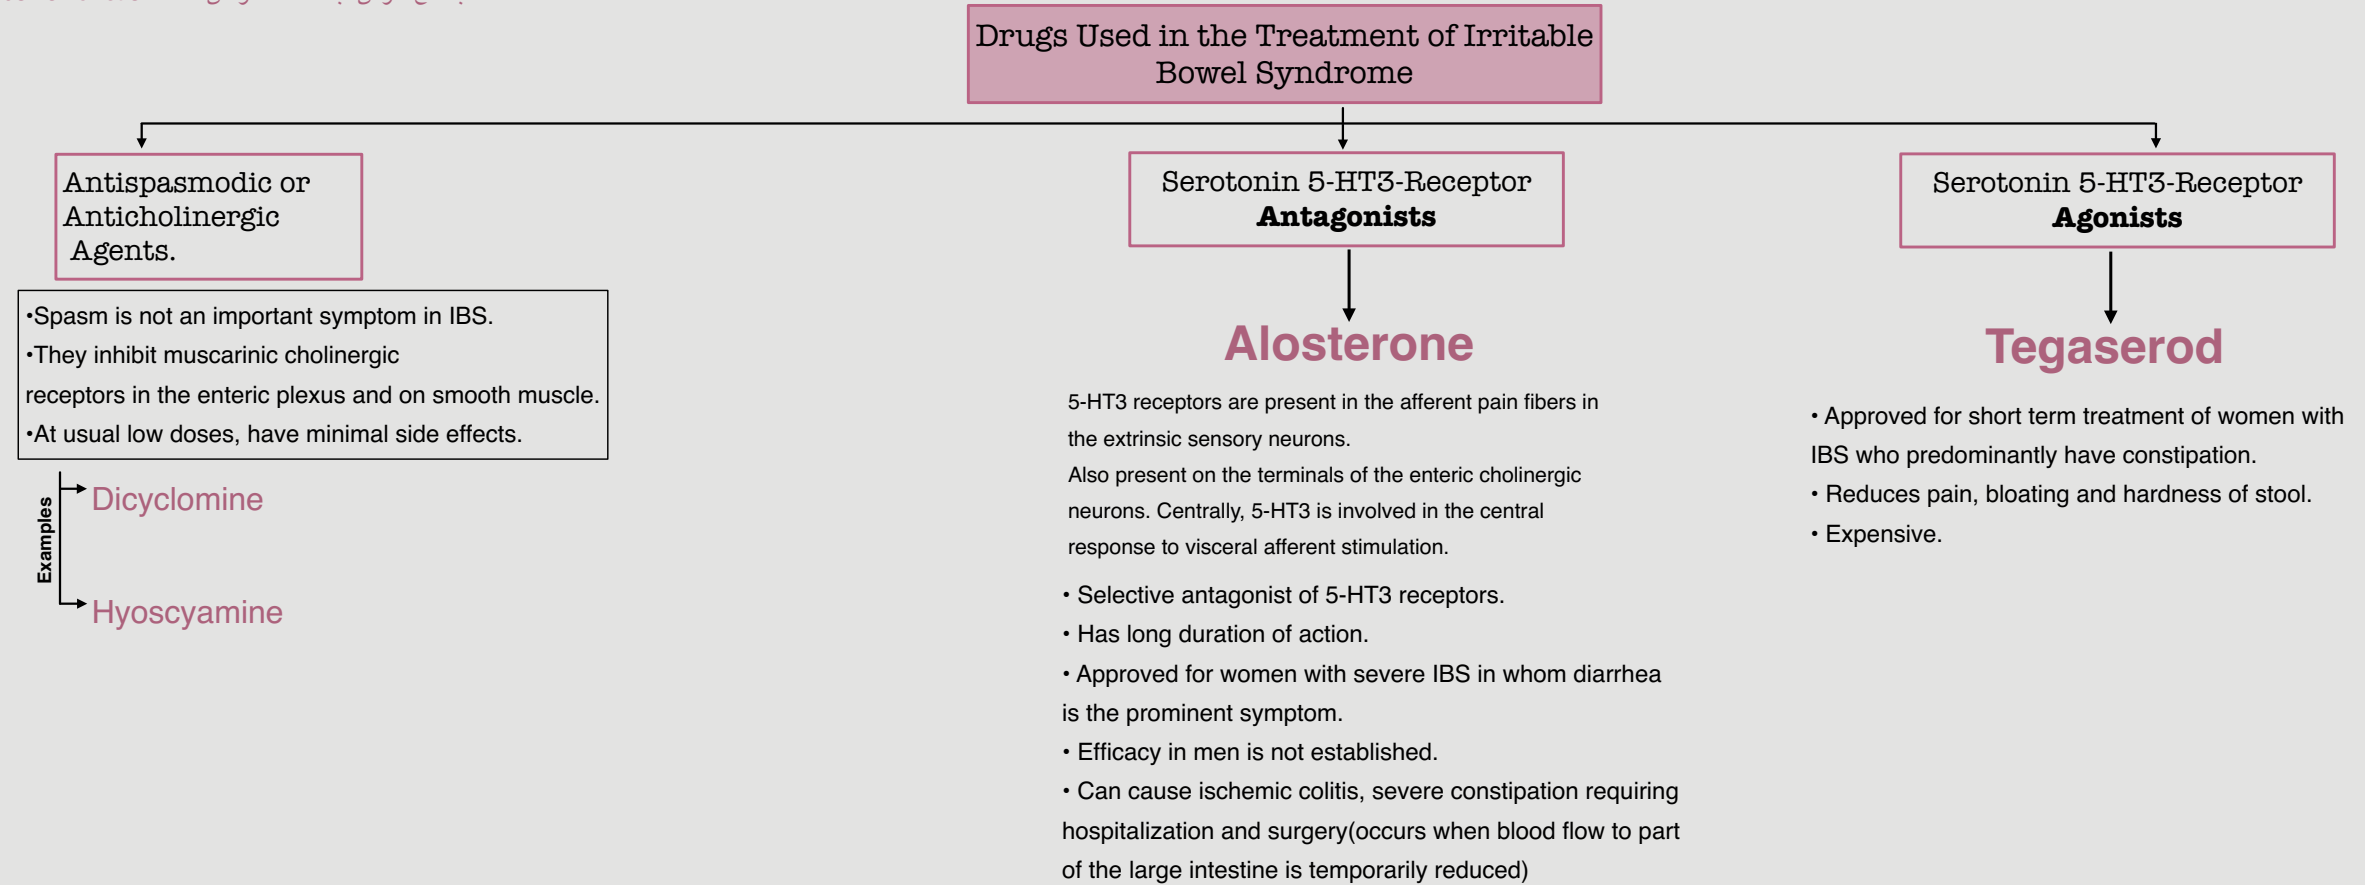 Drugs Used in the Treatment of Irritable
Bowel Syndrome
Antispasmodic or
Anticholinergic
Agents.
•Spasm is not an important symptom in IBS.
•They inhibit muscarinic cholinergic
receptors in the enteric plexus and on smooth muscle.
•At usual low doses, have minimal side effects.
Examples
Dicyclomine
Hyoscyamine
Serotonin 5-HT3-Receptor
Antagonists
Alosterone
5-HT3 receptors are present in the afferent pain fibers in
the extrinsic sensory neurons.
Also present on the terminals of the enteric cholinergic
neurons. Centrally, 5-HT3 is involved in the central
response to visceral afferent stimulation.
• Selective antagonist of 5-HT3 receptors.
• Has long duration of action.
• Approved for women with severe IBS in whom diarrhea
is the prominent symptom.
• Efficacy in men is not established.
• Can cause ischemic colitis, severe constipation requiring
hospitalization and surgery(occurs when blood flow to part
of the large intestine is temporarily reduced)
Serotonin 5-HT3-Receptor
Agonists
Tegaserod
• Approved for short term treatment of women with
IBS who predominantly have constipation.
• Reduces pain, bloating and hardness of stool.
• Expensive.